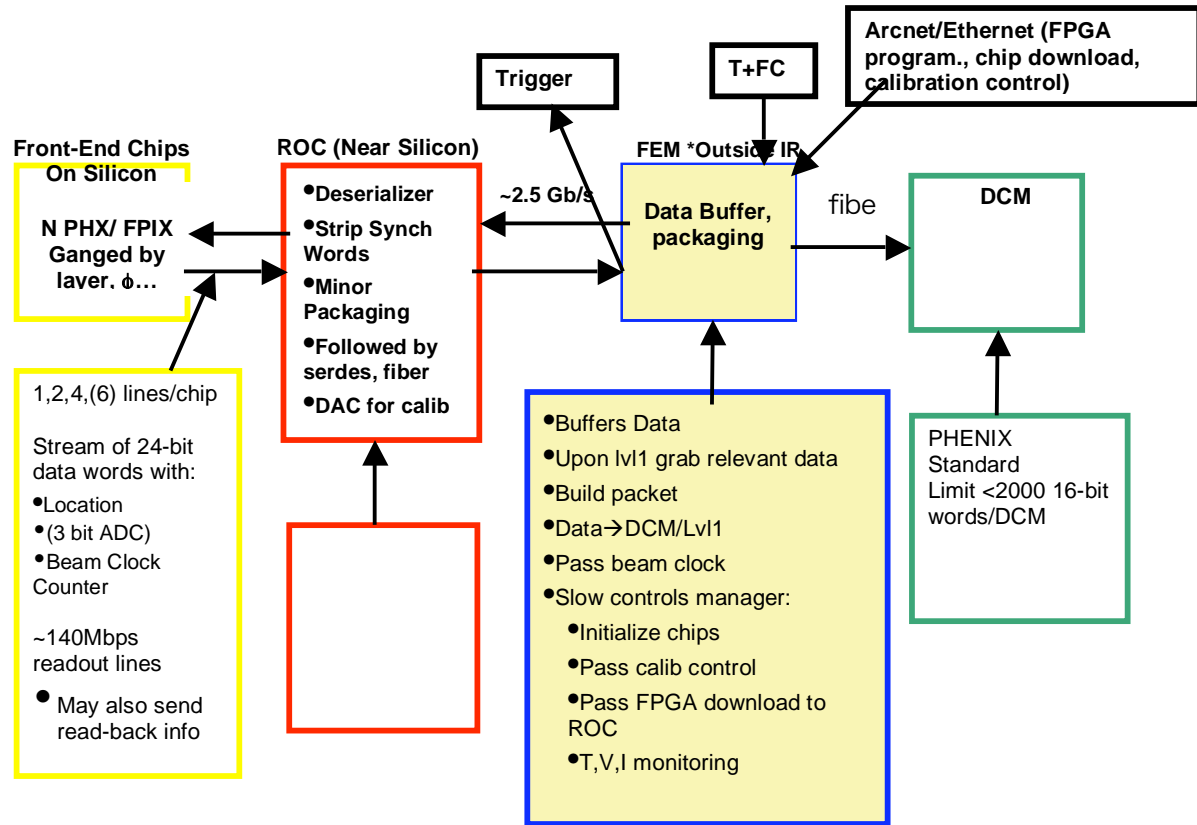 Arcnet/Ethernet (FPGA
program., chip download,
calibration control)
Trigger
T+FC
Front-End Chips
On Silicon
ROC (Near Silicon)
FEM *Outside IR
N PHX/ FPIX
Ganged by
layer, ϕ…
•Deserializer
•Strip Synch
Words
•Minor
Packaging
•Followed by
serdes, fiber
•DAC for calib
~2.5 Gb/s
Data Buffer,
packaging
fibe
DCM
1,2,4,(6) lines/chip
Stream of 24-bit
data words with:
•Location
•(3 bit ADC)
•Beam Clock
Counter
~140Mbps
readout lines
• May also send
read-back info
•Buffers Data
•Upon lvl1 grab relevant data
•Build packet
•Data→DCM/Lvl1
•Pass beam clock
•Slow controls manager:
•Initialize chips
•Pass calib control
•Pass FPGA download to
ROC
•T,V,I monitoring
PHENIX
Standard
Limit <2000 16-bit
words/DCM